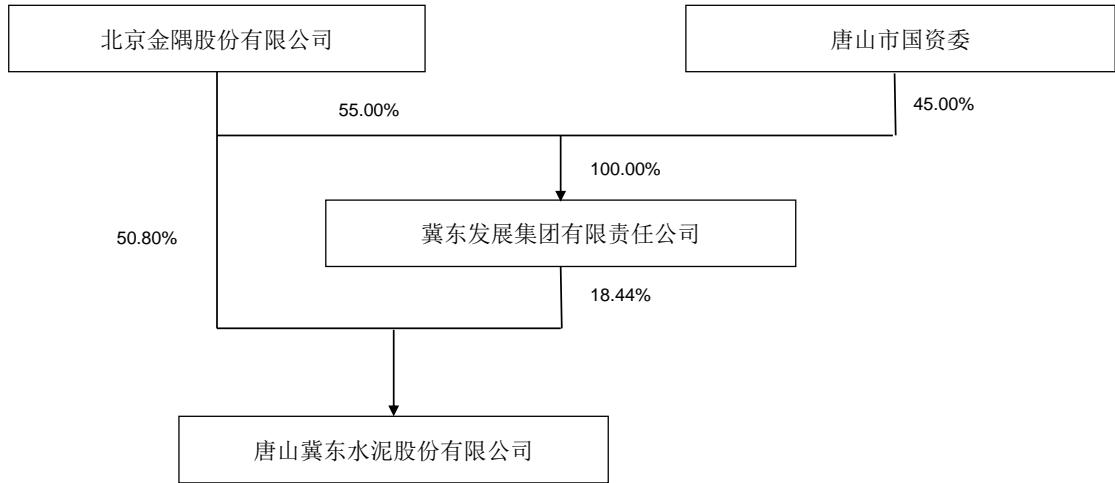 北京金隅股份有限公司
唐山市国资委
55.00%
45.00%
100.00%
冀东发展集团有限责任公司
50.80%
18.44%
唐山冀东水泥股份有限公司